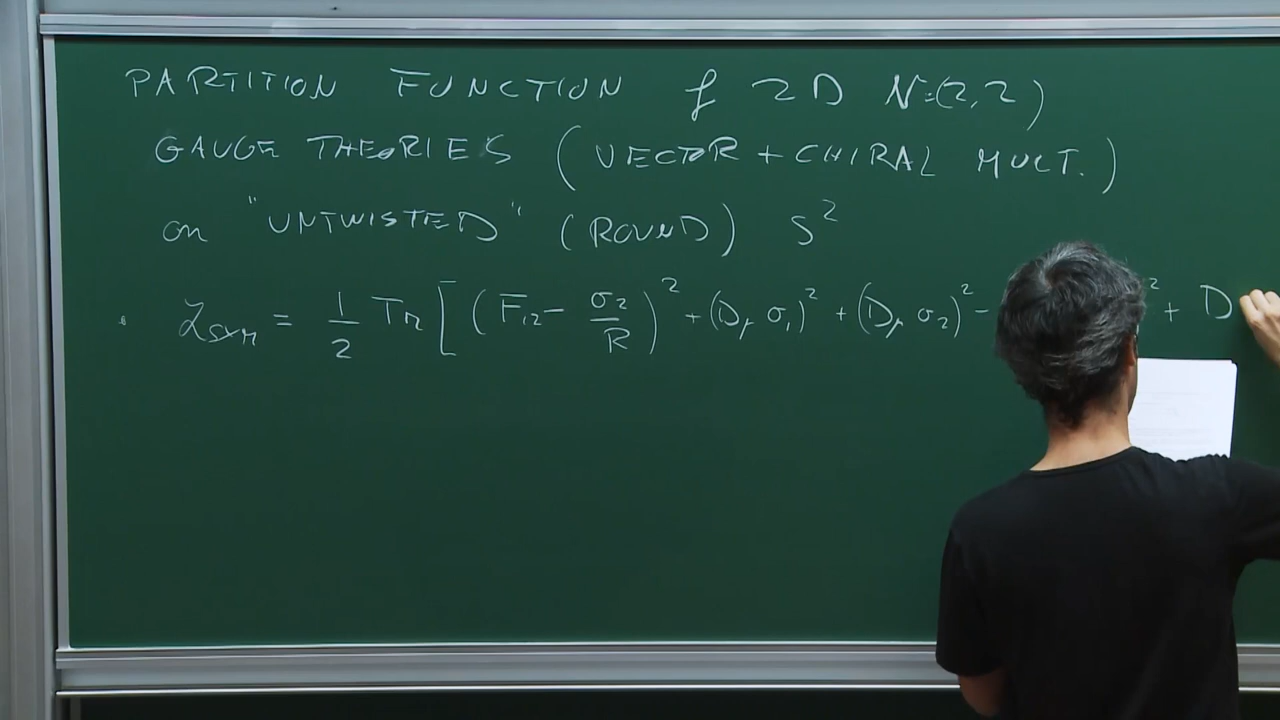 PARTITION FUNCTION of 2D N=(2,2)
GAUGE THEORIES (VECTOR + CHIRAL MULT.)
on "UNTWISTED" (ROUND) S²
L_SYM = 1/2 Tr [ (F₁₂ - σ₂/R)² + (D_μ σ₁)² + (D_μ σ₂)² - ² + D